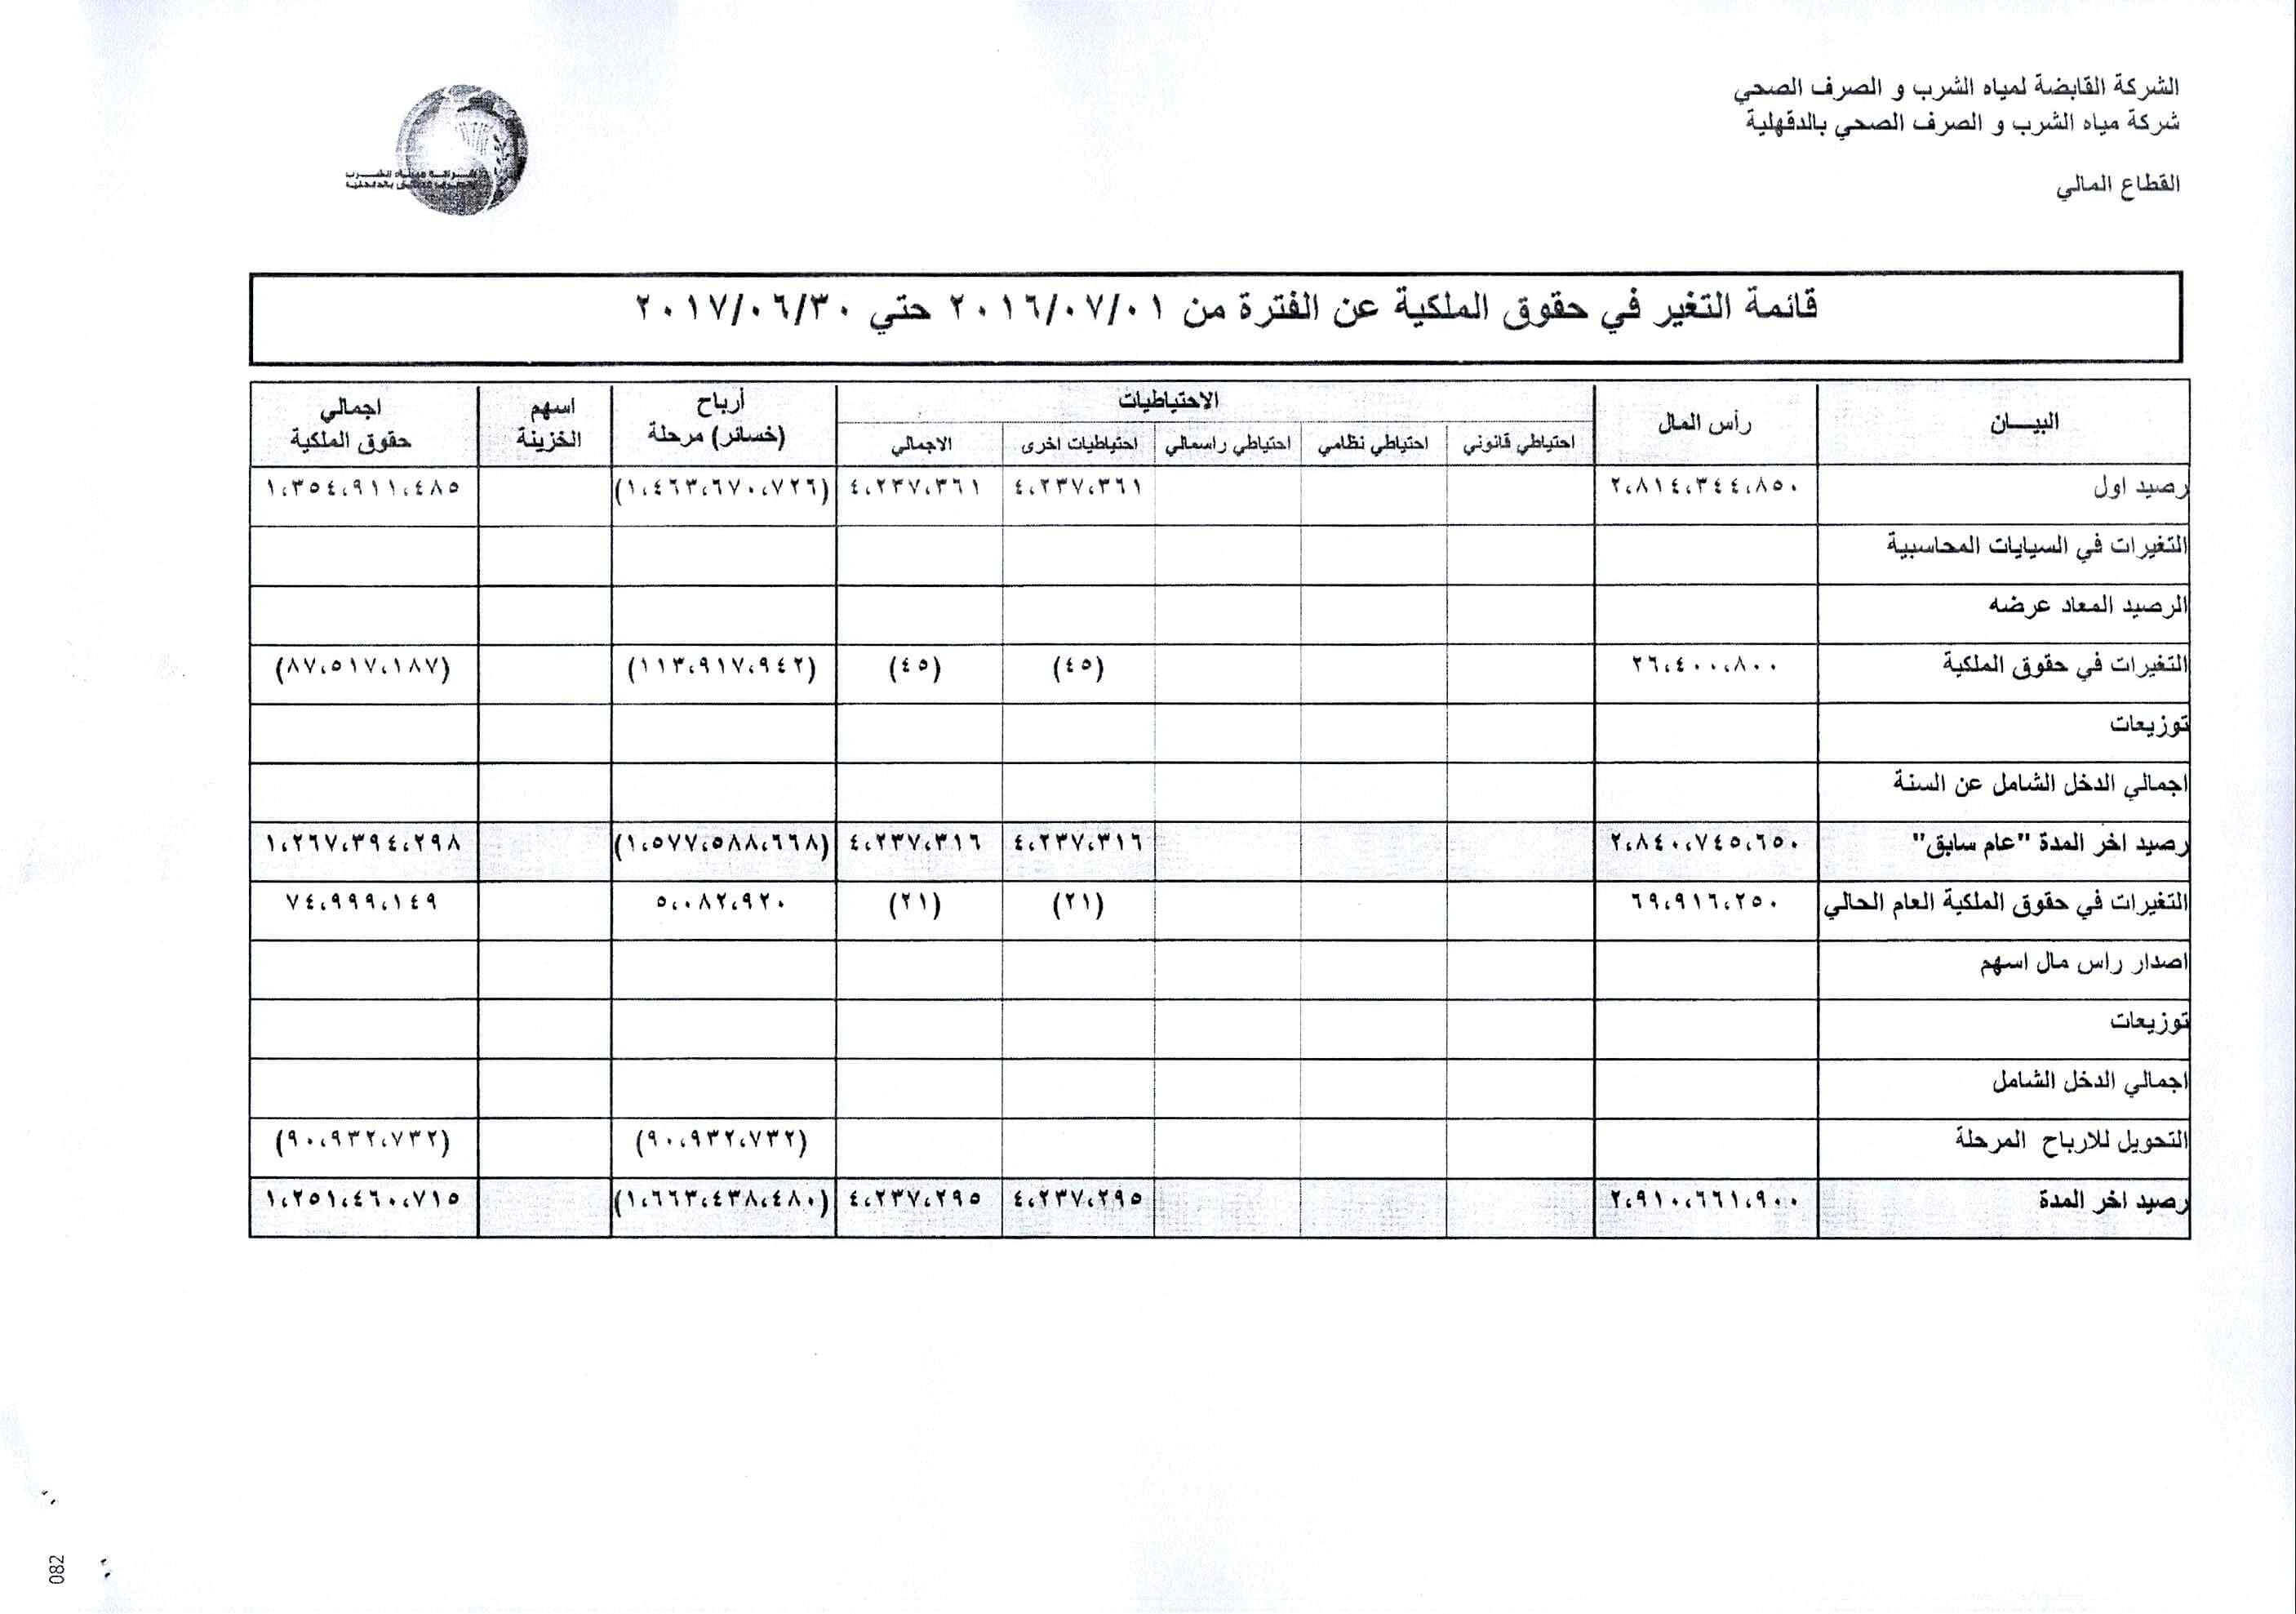 الشركة القابضة لمياه الشرب و الصرف الصحي
شركة مياه الشرب و الصرف الصحي بالدقهلية
القطاع المالي
قائمة التغير في حقوق الملكية عن الفترة من ٢٠١٦/٠٧/٠١ حتي ٢٠١٧/٠٦/٣٠
البيـــان رأس المال الاحتياطيات أرباح (خسائر) مرحلة اسهم الخزينة اجمالي حقوق الملكية
احتياطي قانوني احتياطي نظامي احتياطي راسمالي احتياطيات اخرى الاجمالي
رصيد اول ٢،٨١٤،٣٤٤،٨٥٠ ٤،٢٣٧،٣٦١ ٤،٢٣٧،٣٦١ (١،٤٦٣،٦٧٠،٧٢٦) ١،٣٥٤،٩١١،٤٨٥
التغيرات في السيايات المحاسبية
الرصيد المعاد عرضه
التغيرات في حقوق الملكية ٢٦،٤٠٠،٨٠٠ (٤٥) (٤٥) (١١٣،٩١٧،٩٤٢) (٨٧،٥١٧،١٨٧)
توزيعات
اجمالي الدخل الشامل عن السنة
رصيد اخر المدة "عام سابق" ٢،٨٤٠،٧٤٥،٦٥٠ ٤،٢٣٧،٣١٦ ٤،٢٣٧،٣١٦ (١،٥٧٧،٥٨٨،٦٦٨) ١،٢٦٧،٣٩٤،٢٩٨
التغيرات في حقوق الملكية العام الحالي ٦٩،٩١٦،٢٥٠ (٢١) (٢١) ٥،٠٨٢،٩٢٠ ٧٤،٩٩٩،١٤٩
اصدار راس مال اسهم
توزيعات
اجمالي الدخل الشامل
التحويل للارباح المرحلة (٩٠،٩٣٢،٧٣٢) (٩٠،٩٣٢،٧٣٢)
رصيد اخر المدة ٢،٩١٠،٦٦١،٩٠٠ ٤،٢٣٧،٢٩٥ ٤،٢٣٧،٢٩٥ (١،٦٦٣،٤٣٨،٤٨٠) ١،٢٥١،٤٦٠،٧١٥
082